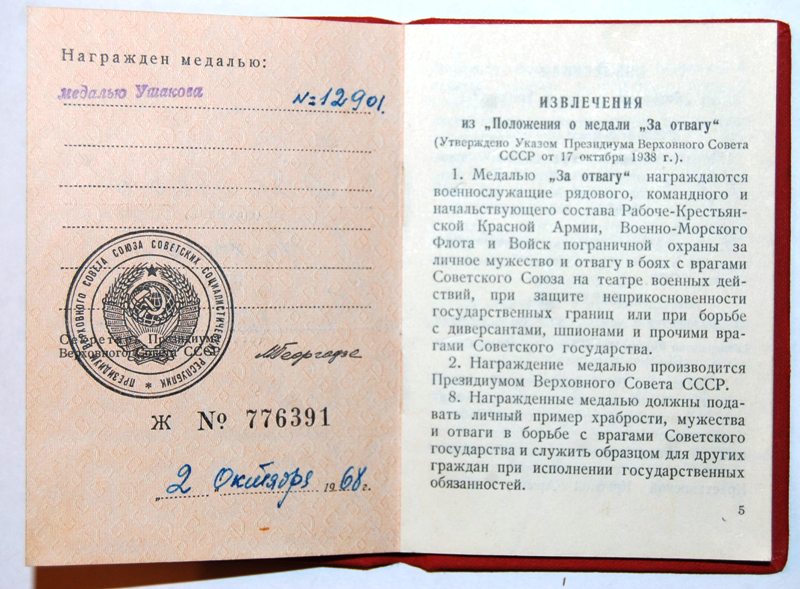 Награжден медалью:
медалью Ушакова №=12901.
ПРЕЗИДИУМ ВЕРХОВНОГО СОВЕТА СОЮЗА СОВЕТСКИХ СОЦИАЛИСТИЧЕСКИХ РЕСПУБЛИК *
Секретарь Президиума
Верховного Совета СССР
МГеоргадзе
Ж № 776391
„2 „ Октября 1968г.
ИЗВЛЕЧЕНИЯ
из „Положения о медали „За отвагу“
(Утверждено Указом Президиума Верховного Совета
СССР от 17 октября 1938 г.).
1. Медалью „За отвагу“ награждаются
военнослужащие рядового, командного и
начальствующего состава Рабоче-Крестьян-
ской Красной Армии, Военно-Морского
Флота и Войск пограничной охраны за
личное мужество и отвагу в боях с врагами
Советского Союза на театре военных дей-
ствий, при защите неприкосновенности
государственных границ или при борьбе
с диверсантами, шпионами и прочими вра-
гами Советского государства.
2. Награждение медалью производится
Президиумом Верховного Совета СССР.
8. Награжденные медалью должны пода-
вать личный пример храбрости, мужества
и отваги в борьбе с врагами Советского
государства и служить образцом для других
граждан при исполнении государственных
обязанностей.
5